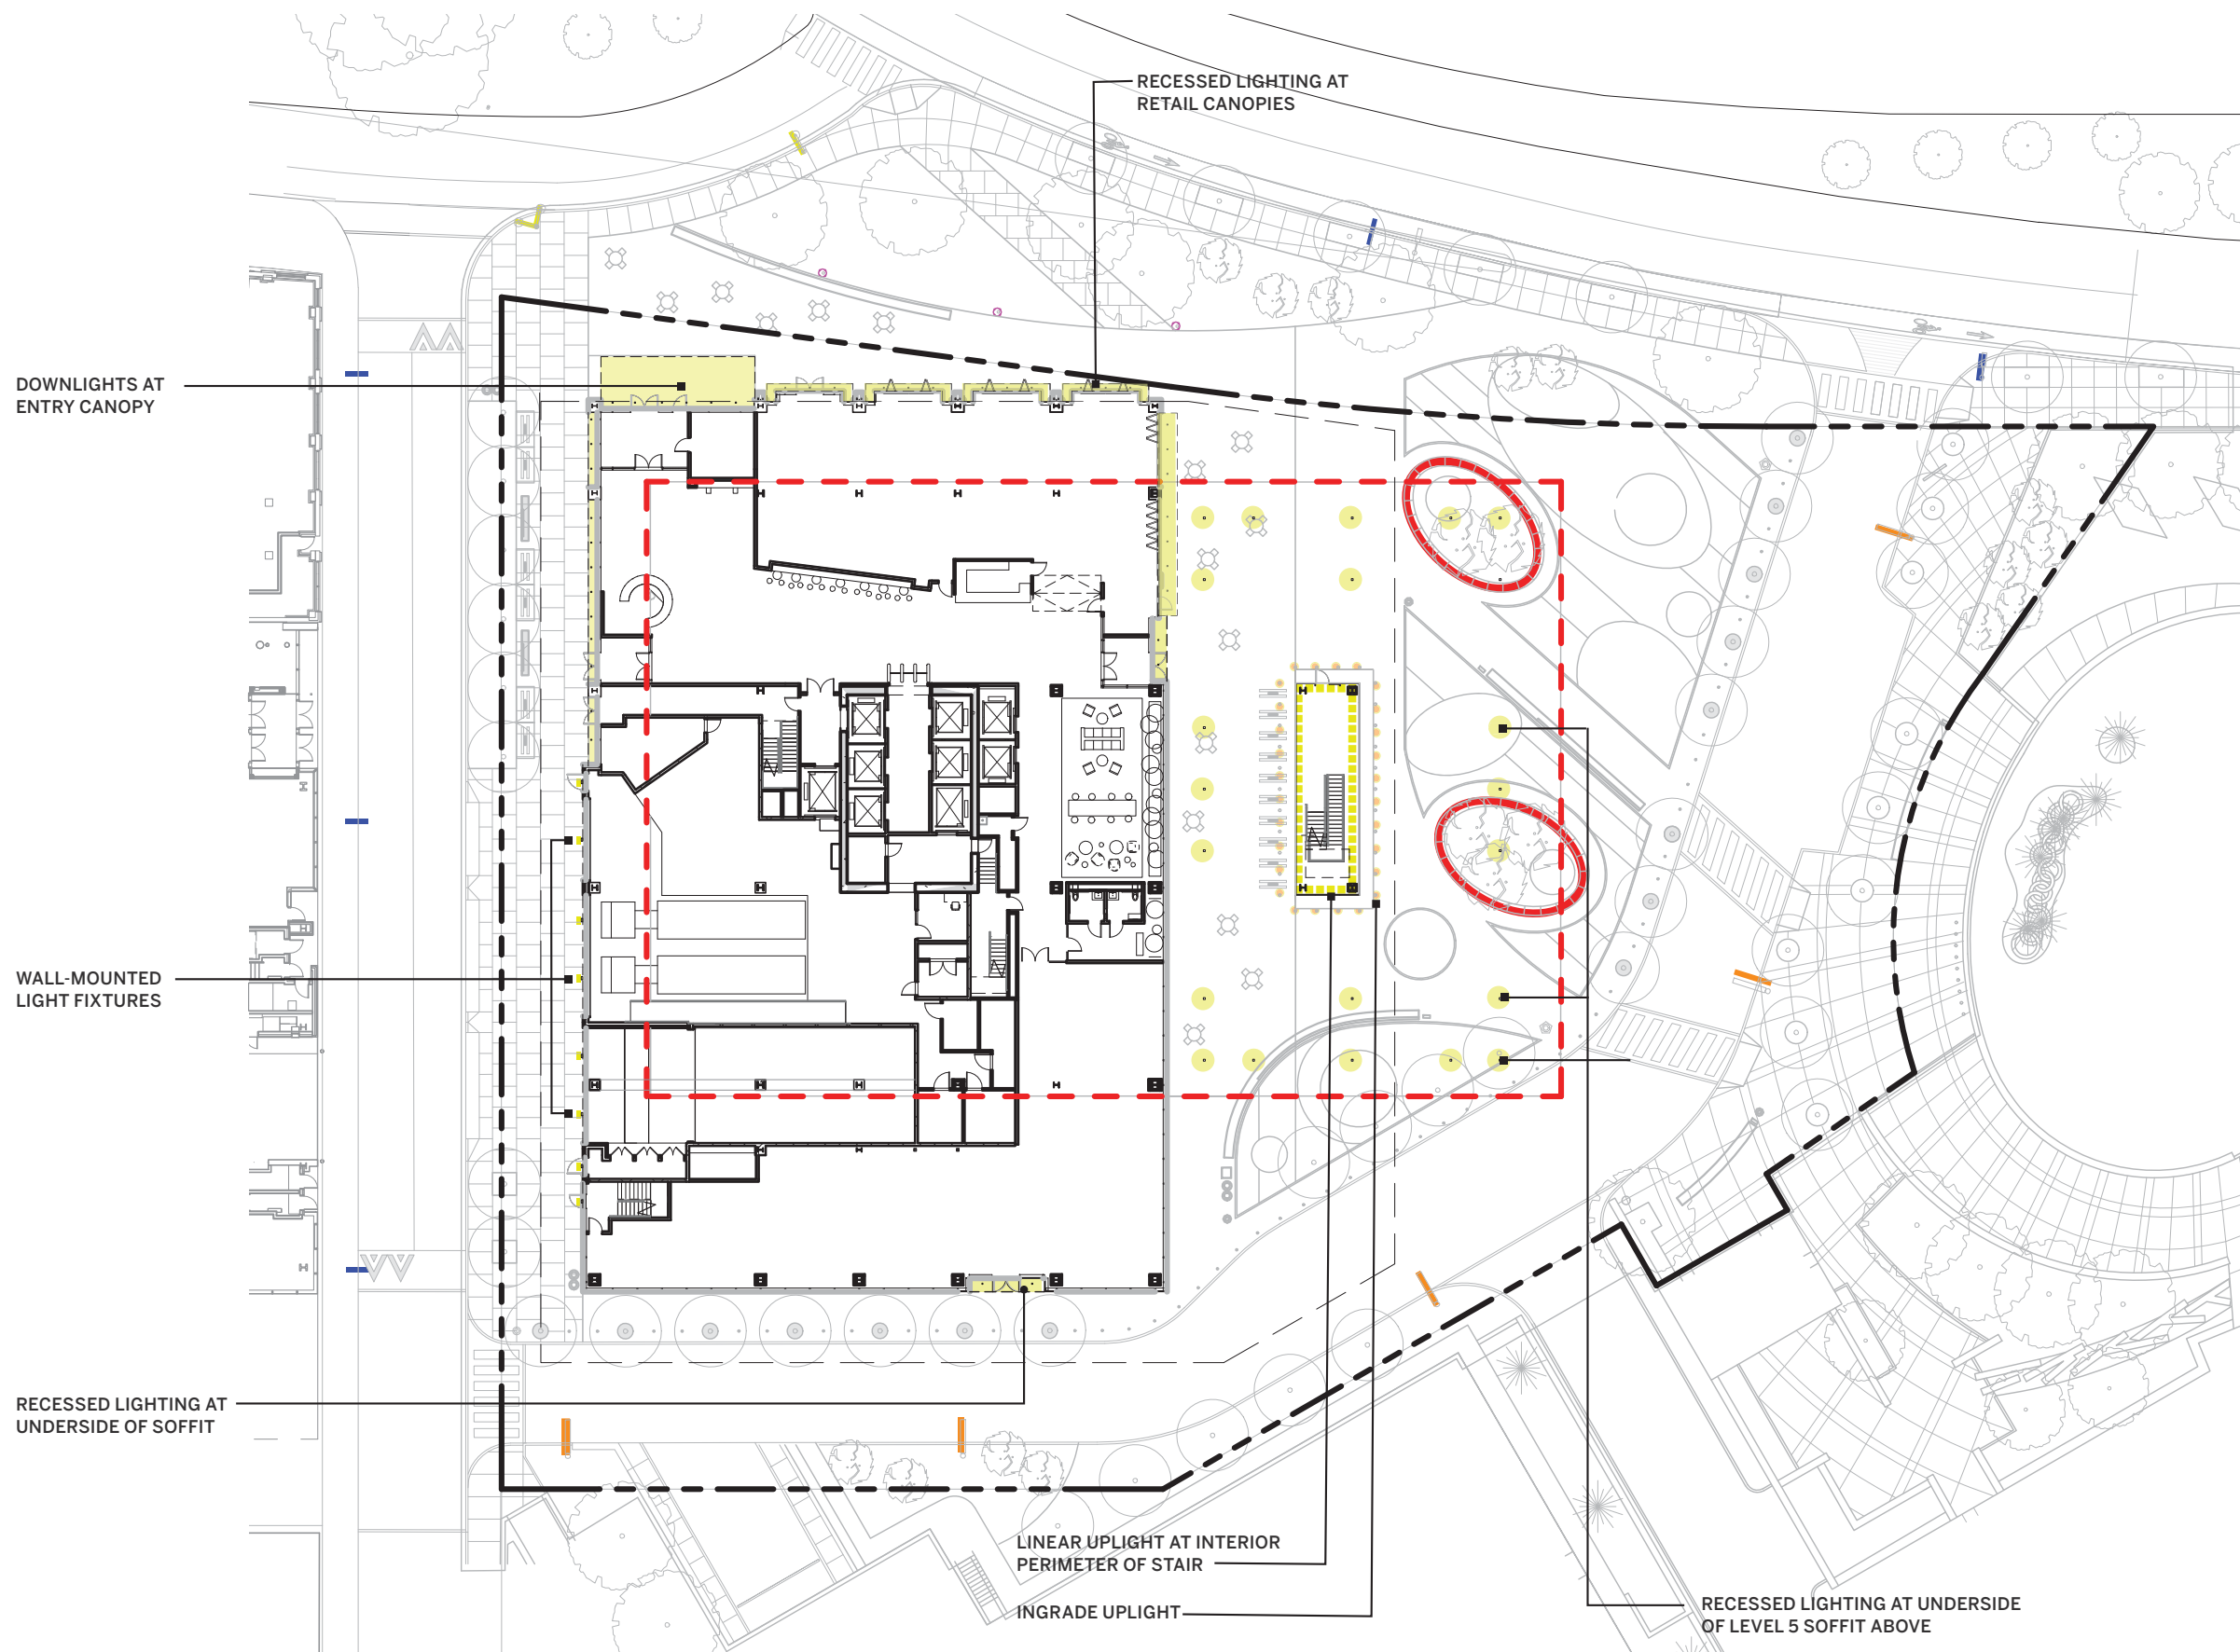 RECESSED LIGHTING AT
RETAIL CANOPIES
DOWNLIGHTS AT
ENTRY CANOPY
WALL-MOUNTED
LIGHT FIXTURES
RECESSED LIGHTING AT
UNDERSIDE OF SOFFIT
LINEAR UPLIGHT AT INTERIOR
PERIMETER OF STAIR
INGRADE UPLIGHT
RECESSED LIGHTING AT UNDERSIDE
OF LEVEL 5 SOFFIT ABOVE